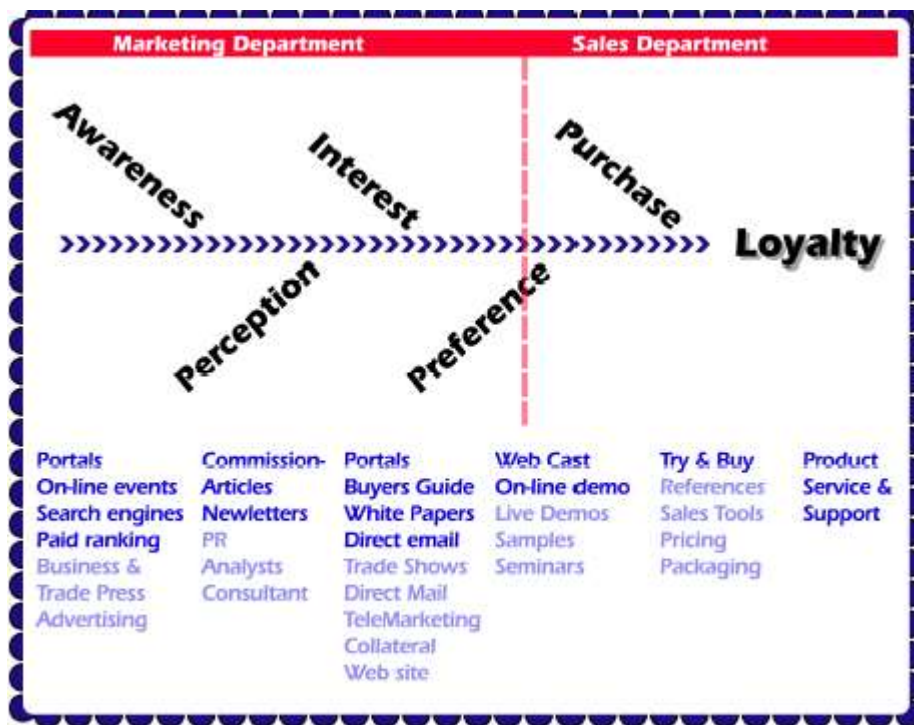 Marketing Department
Sales Department
Awareness
Interest
Purchase
Loyalty
Perception
Preference
Portals
On-line events
Search engines
Paid ranking
Business &
Trade Press
Advertising
Commission-
Articles
Newletters
PR
Analysts
Consultant
Portals
Buyers Guide
White Papers
Direct email
Trade Shows
Direct Mail
TeleMarketing
Collateral
Web site
Web Cast
On-line demo
Live Demos
Samples
Seminars
Try & Buy
References
Sales Tools
Pricing
Packaging
Product
Service &
Support